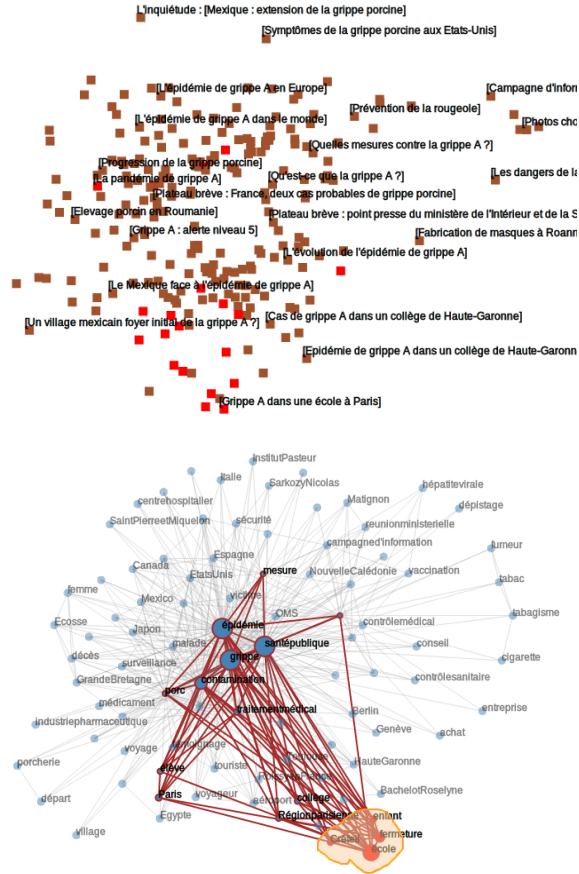 L'inquiétude : [Mexique : extension de la grippe porcine]
[Symptômes de la grippe porcine aux Etats-Unis]
[L'épidémie de grippe A en Europe]
[Campagne d'inform
[Prévention de la rougeole]
[L'épidémie de grippe A dans le monde]
[Photos cho
[Quelles mesures contre la grippe A ?]
[Progression de la grippe porcine]
[Les dangers de la
[La pandémie de grippe A]
[Qu'est-ce que la grippe A ?]
[Plateau brève : France, deux cas probables de grippe porcine]
[Elevage porcin en Roumanie]
[Plateau brève : point presse du ministère de l'Intérieur et de la S
[Grippe A : alerte niveau 5]
[Fabrication de masques à Roann
[L'évolution de l'épidémie de grippe A]
[Le Mexique face à l'épidémie de grippe A]
[Cas de grippe A dans un collège de Haute-Garonne]
[Un village mexicain foyer initial de la grippe A ?]
[Epidémie de grippe A dans un collège de Haute-Garonn
[Grippe A dans une école à Paris]
InstitutPasteur
Italie
SarkozyNicolas
hépatitevirale
centrehospitalier
Matignon
dépistage
SaintPierreetMiquelon
sécurité
reunionministerielle
campagned'information
fumeur
Espagne
Canada
EtatsUnis
mesure
NouvelleCalédonie
vaccination
tabac
femme
Mexico
victime
OMS
tabagisme
Ecosse
Japon
épidémie
contrôlemédical
malade
santépublique
conseil
décès
surveillance
grippe
cigarette
GrandeBretagne
contamination
contrôlesanitaire
porc
médicament
traitementmédical
Berlin
entreprise
industriepharmaceutique
Genève
achat
voyage
témoignage
Toulouse
porcherie
élève
touriste
RoissyenFrance
HauteGaronne
départ
Paris
voyageur
aéroport
collège
BachelotRoselyne
Egypte
Régionparisienne
enfant
village
Créteil
fermeture
école